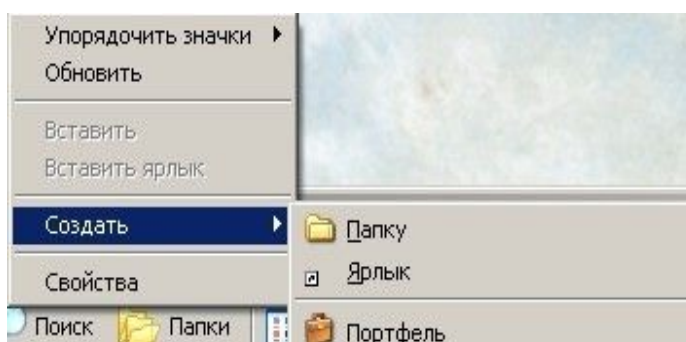 Упорядочить значки
Обновить
Вставить
Вставить ярлык
Создать
Свойства
Папку
Ярлык
Портфель
Поиск Папки